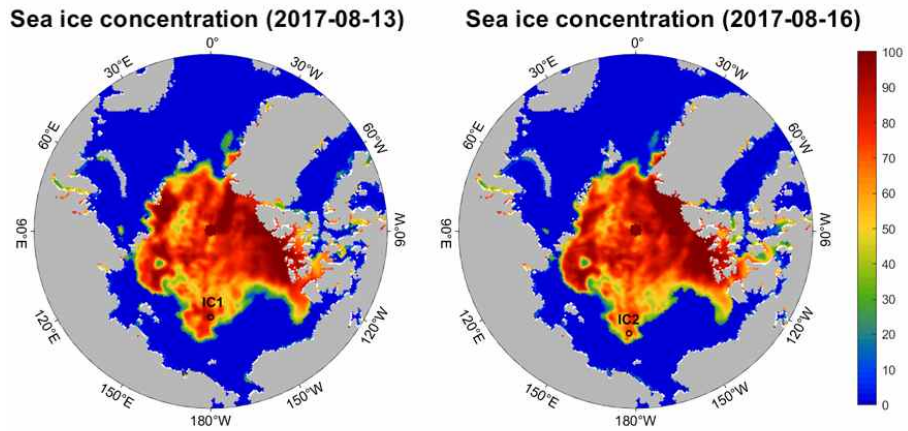 Sea ice concentration (2017-08-13)
0°
30°E
30°W
60°E
60°W
90°E
90°W
120°E
120°W
150°E
150°W
180°W
IC1
Sea ice concentration (2017-08-16)
0°
30°E
30°W
60°E
60°W
90°E
90°W
120°E
120°W
150°E
150°W
180°W
IC2
100
90
80
70
60
50
40
30
20
10
0